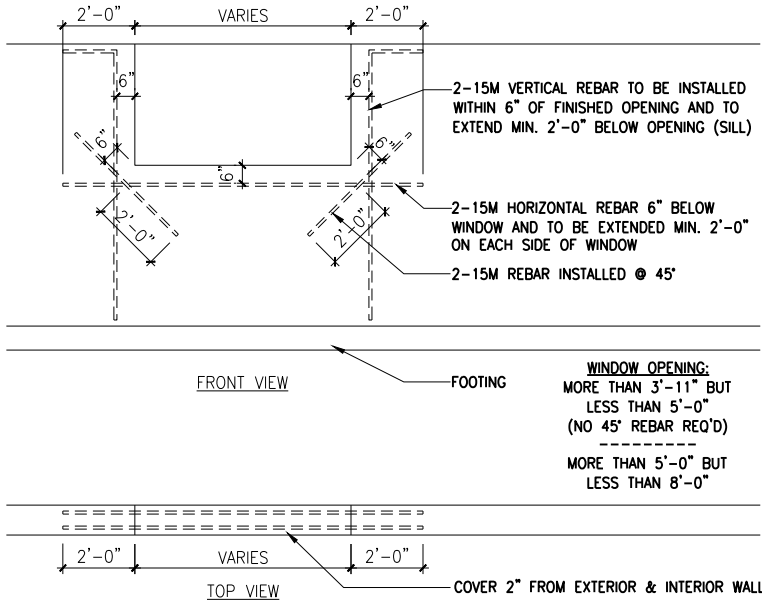 2'-0" VARIES 2'-0"
6" 6"
2-15M VERTICAL REBAR TO BE INSTALLED
WITHIN 6" OF FINISHED OPENING AND TO
EXTEND MIN. 2'-0" BELOW OPENING (SILL)
6" 6" 6"
2'-0" 2'-0"
2-15M HORIZONTAL REBAR 6" BELOW
WINDOW AND TO BE EXTENDED MIN. 2'-0"
ON EACH SIDE OF WINDOW
2-15M REBAR INSTALLED @ 45°
FRONT VIEW
FOOTING
WINDOW OPENING:
MORE THAN 3'-11" BUT
LESS THAN 5'-0"
(NO 45° REBAR REQ'D)
----------
MORE THAN 5'-0" BUT
LESS THAN 8'-0"
2'-0" VARIES 2'-0"
TOP VIEW
COVER 2" FROM EXTERIOR & INTERIOR WALL